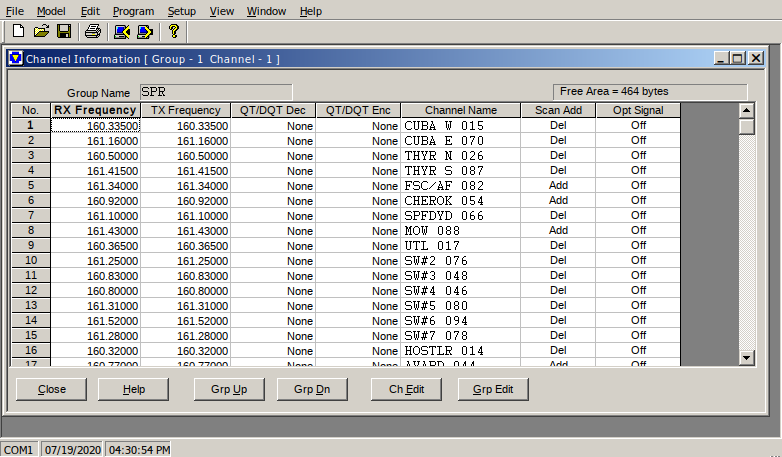 File Model Edit Program Setup View Window Help
Channel Information [ Group - 1 Channel - 1 ]
Group Name SPR Free Area = 464 bytes
No. RX Frequency TX Frequency QT/DQT Dec QT/DQT Enc Channel Name Scan Add Opt Signal
1 160.33500 160.33500 None None CUBA W 015 Del Off
2 161.16000 161.16000 None None CUBA E 070 Del Off
3 160.50000 160.50000 None None THYR N 026 Del Off
4 161.41500 161.41500 None None THYR S 087 Del Off
5 161.34000 161.34000 None None FSC/AF 082 Add Off
6 160.92000 160.92000 None None CHEROK 054 Add Off
7 161.10000 161.10000 None None SPFDYD 066 Del Off
8 161.43000 161.43000 None None MOW 088 Add Off
9 160.36500 160.36500 None None UTL 017 Del Off
10 161.25000 161.25000 None None SW#2 076 Del Off
11 160.83000 160.83000 None None SW#3 048 Del Off
12 160.80000 160.80000 None None SW#4 046 Del Off
13 161.31000 161.31000 None None SW#5 080 Del Off
14 161.52000 161.52000 None None SW#6 094 Del Off
15 161.28000 161.28000 None None SW#7 078 Del Off
16 160.32000 160.32000 None None HOSTLR 014 Del Off
17 160.77000 160.77000 None None AYARD 044 Add Off
Close Help Grp Up Grp Dn Ch Edit Grp Edit
COM1 07/19/2020 04:30:54 PM